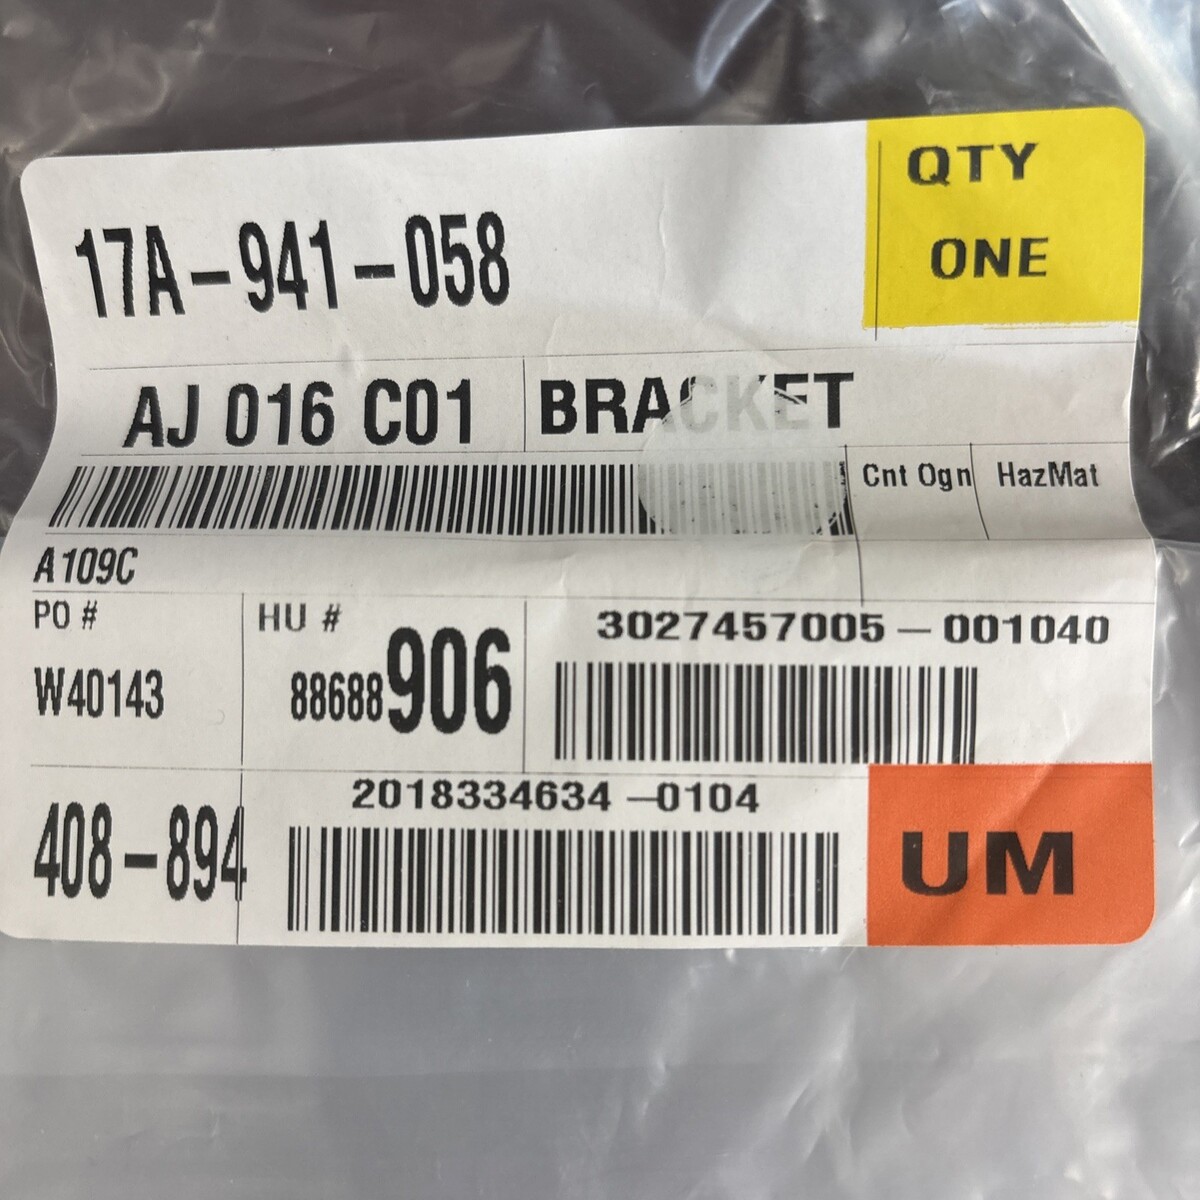 QTY
ONE
17A-941-058
AJ 016 C01
BRACKET
Cnt Ogn
HazMat
A109C
PO #
W40143
HU #
88688906
3027457005-001040
408-894
2018334634-0104
UM